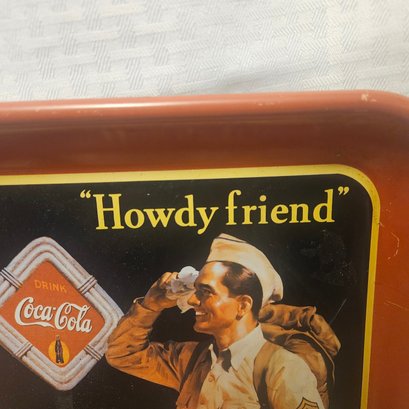 “Howdy friend”
DRINK
Coca-Cola